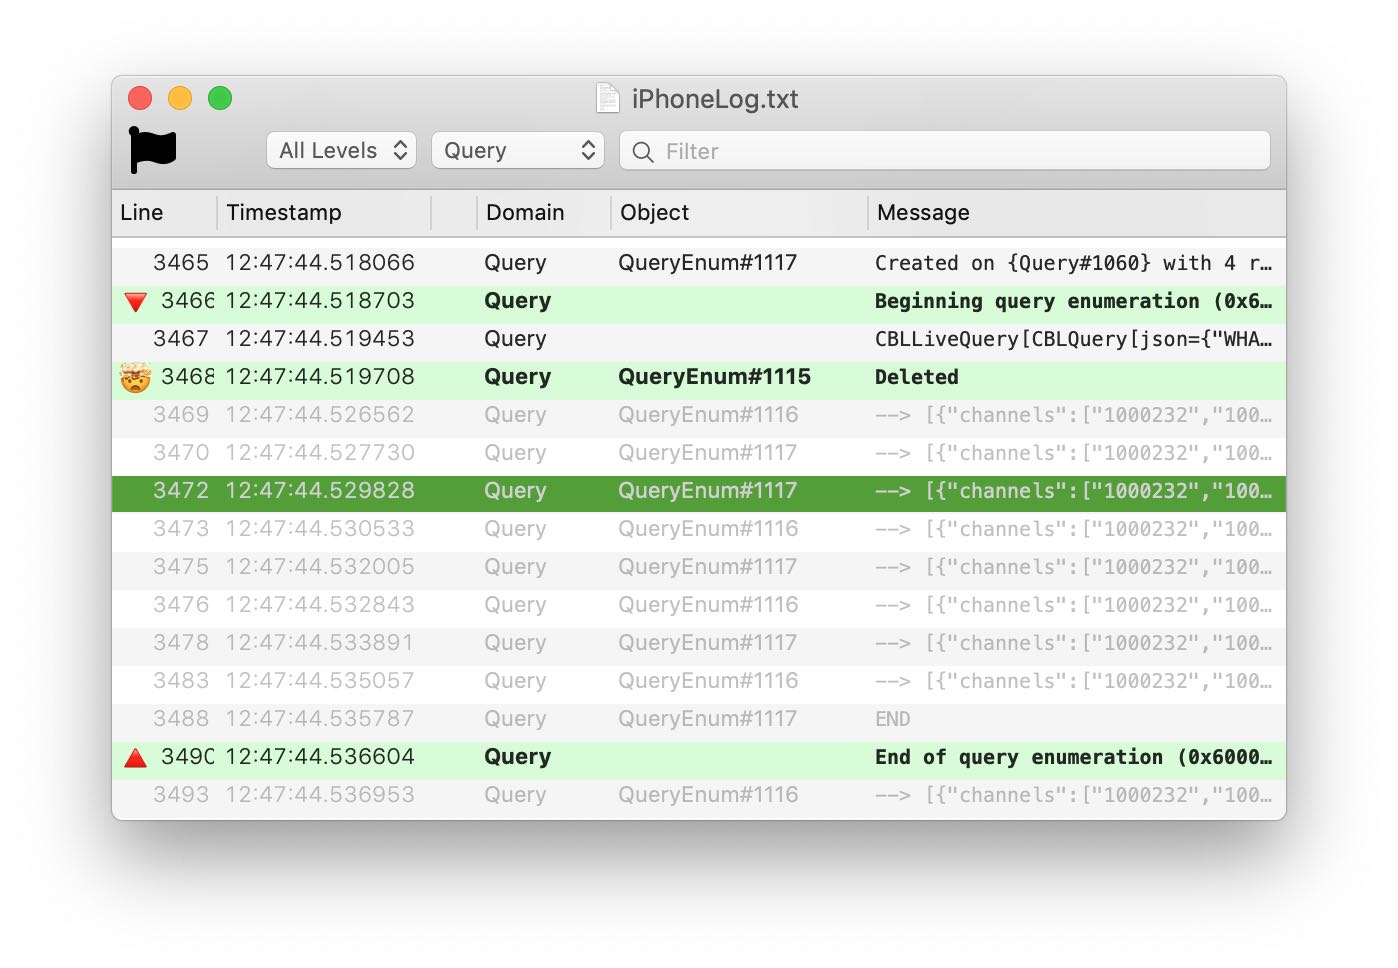 iPhoneLog.txt
All Levels Query Filter
Line Timestamp Domain Object Message
3465 12:47:44.518066 Query QueryEnum#1117 Created on {Query#1060} with 4 r…
3466 12:47:44.518703 Query Beginning query enumeration (0x6…
3467 12:47:44.519453 Query CBLLiveQuery[CBLQuery[json={"WHA…
3468 12:47:44.519708 Query QueryEnum#1115 Deleted
3469 12:47:44.526562 Query QueryEnum#1116 --> [{"channels":["1000232","100…
3470 12:47:44.527730 Query QueryEnum#1117 --> [{"channels":["1000232","100…
3472 12:47:44.529828 Query QueryEnum#1117 --> [{"channels":["1000232","100…
3473 12:47:44.530533 Query QueryEnum#1116 --> [{"channels":["1000232","100…
3475 12:47:44.532005 Query QueryEnum#1117 --> [{"channels":["1000232","100…
3476 12:47:44.532843 Query QueryEnum#1116 --> [{"channels":["1000232","100…
3478 12:47:44.533891 Query QueryEnum#1117 --> [{"channels":["1000232","100…
3483 12:47:44.535057 Query QueryEnum#1116 --> [{"channels":["1000232","100…
3488 12:47:44.535787 Query QueryEnum#1117 END
3490 12:47:44.536604 Query End of query enumeration (0x6000…
3493 12:47:44.536953 Query QueryEnum#1116 --> [{"channels":["1000232","100…